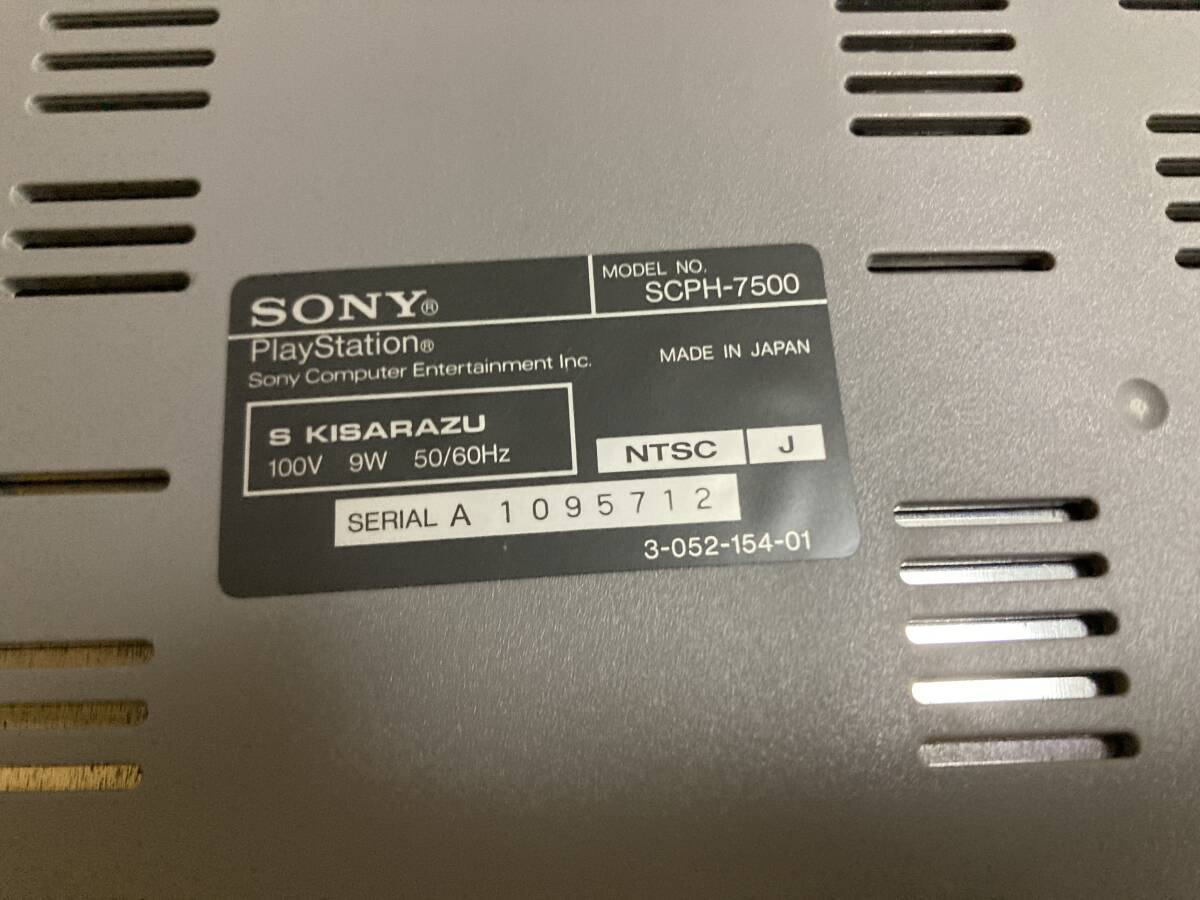 SONY®
MODEL NO.
SCPH-7500
PlayStation®
Sony Computer Entertainment Inc.
MADE IN JAPAN
S KISARAZU
100V 9W 50/60Hz
NTSC J
SERIAL A 1095712
3-052-154-01